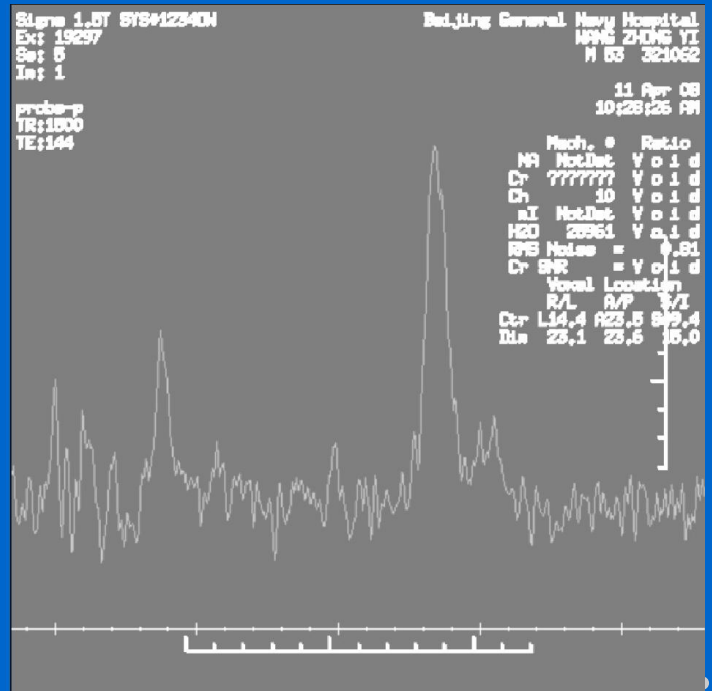 Signa 1.5T SYS#12340W
Ex: 19297
Se: 5
Im: 1
probe-p
TR:1500
TE:144
Beijing General Navy Hospital
WANG ZHONG YI
M 53 321062
11 Apr 08
10:28:26 AM
Meth. # Ratio
NA NotDet V o i d
Cr ??????? V o i d
Ch 10 V o i d
mI NotDet V o i d
H2O V o i d
RMS Noise =
Cr SNR = V o i d
Voxel Location
R/L A/P S/I
Ctr L14.4 A23.5
Dim 23.1 23.6 15.0